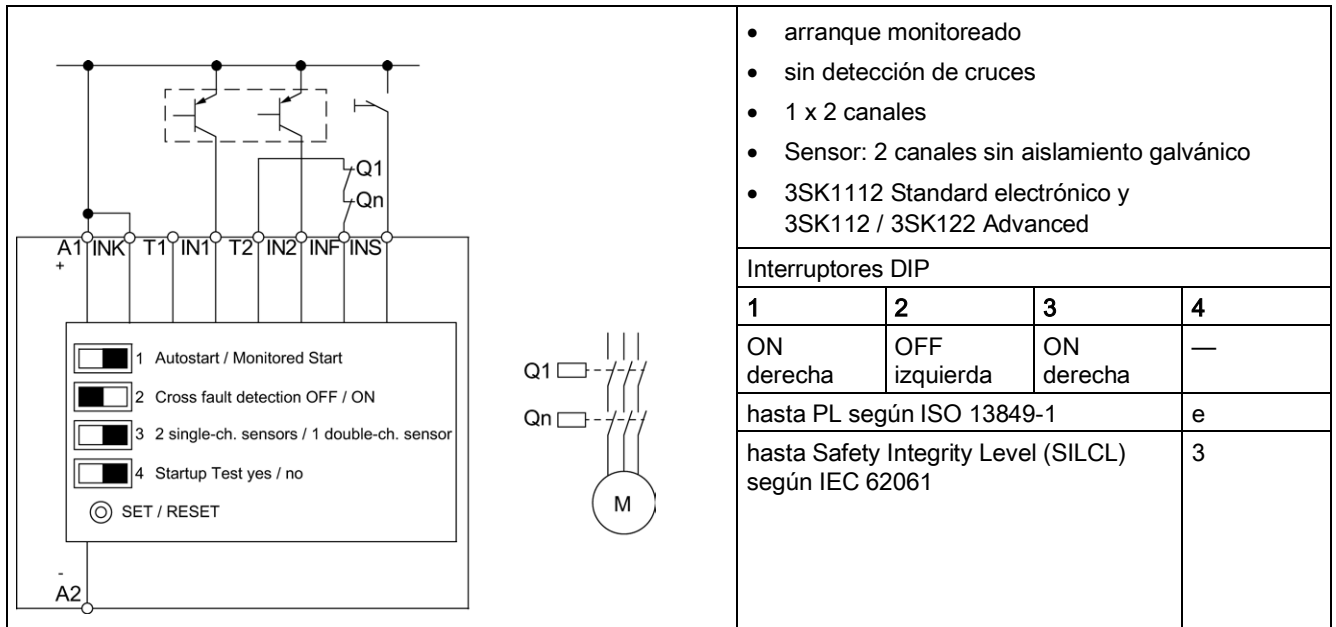 Q1
Qn
A1 INK T1 IN1 T2 IN2 INF INS
+
1 Autostart / Monitored Start
2 Cross fault detection OFF / ON
3 2 single-ch. sensors / 1 double-ch. sensor
4 Startup Test yes / no
SET / RESET
-
A2
Q1
Qn
M
• arranque monitoreado
• sin detección de cruces
• 1 x 2 canales
• Sensor: 2 canales sin aislamiento galvánico
• 3SK1112 Standard electrónico y
3SK112 / 3SK122 Advanced
Interruptores DIP
1 2 3 4
ON OFF ON —
derecha izquierda derecha
hasta PL según ISO 13849-1 e
hasta Safety Integrity Level (SILCL) 3
según IEC 62061